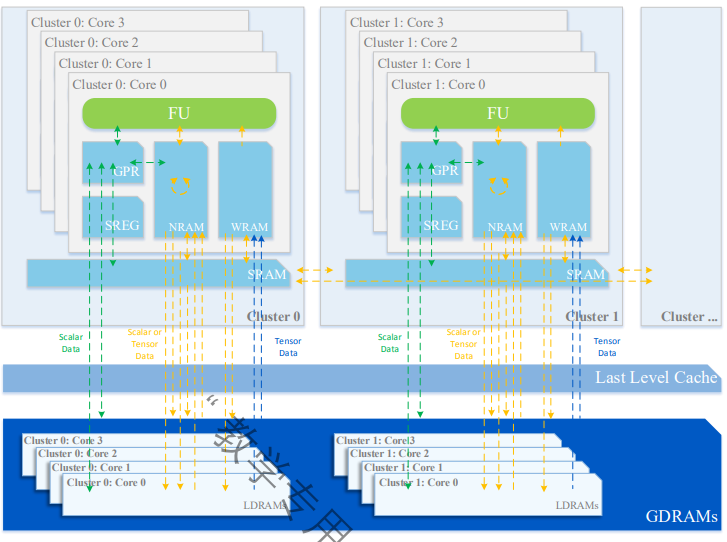 Cluster 0: Core 3
Cluster 0: Core 2
Cluster 0: Core 1
Cluster 0: Core 0
FU
GPR
SREG
NRAM
WRAM
SRAM
Cluster 0
Cluster 1: Core 3
Cluster 1: Core 2
Cluster 1: Core 1
Cluster 1: Core 0
FU
GPR
SREG
NRAM
WRAM
SRAM
Cluster 1
Cluster ...
Scalar
Data
Scalar or
Tensor
Data
Tensor
Data
Scalar
Data
Scalar or
Tensor
Data
Tensor
Data
Last Level Cache
Cluster 0: Core 3
Cluster 0: Core 2
Cluster 0: Core 1
Cluster 0: Core 0
LDRAMs
Cluster 1: Core 3
Cluster 1: Core 2
Cluster 1: Core 1
Cluster 1: Core 0
LDRAMs
GDRAMs
“教学专用